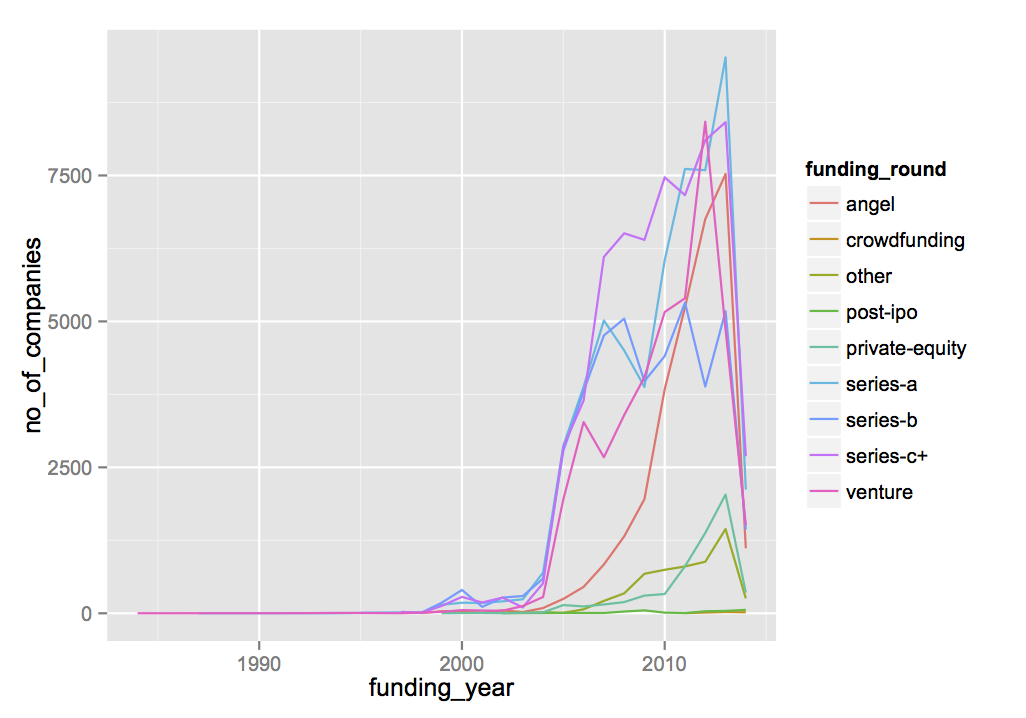 no_of_companies
7500
5000
2500
0
1990
2000
2010
funding_year
funding_round
angel
crowdfunding
other
post-ipo
private-equity
series-a
series-b
series-c+
venture